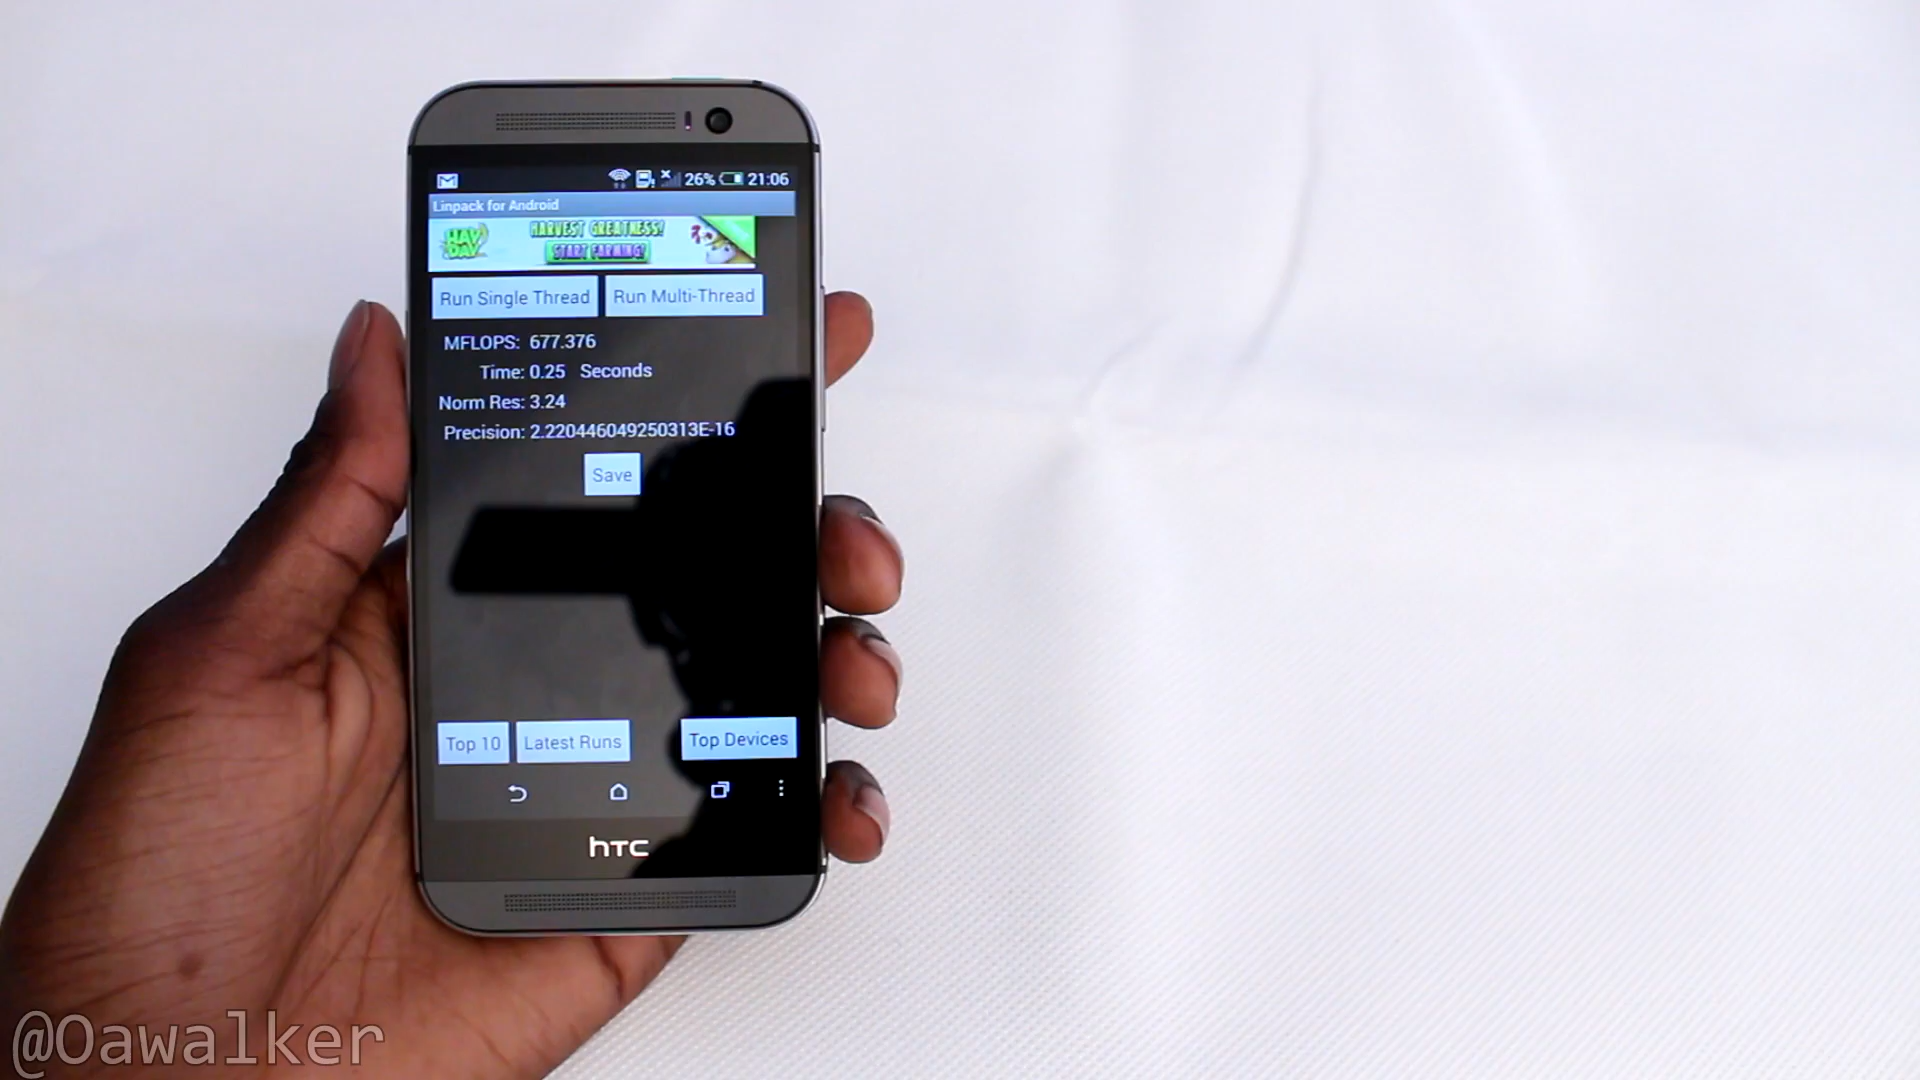 26% 21:06
Linpack for Android
HAY DAY
HARVEST GREATNESS!
START FARMING!
Run Single Thread Run Multi-Thread
MFLOPS: 677.376
Time: 0.25 Seconds
Norm Res: 3.24
Precision: 2.220446049250313E-16
Save
Top 10 Latest Runs Top Devices
hTC
@Oawalker